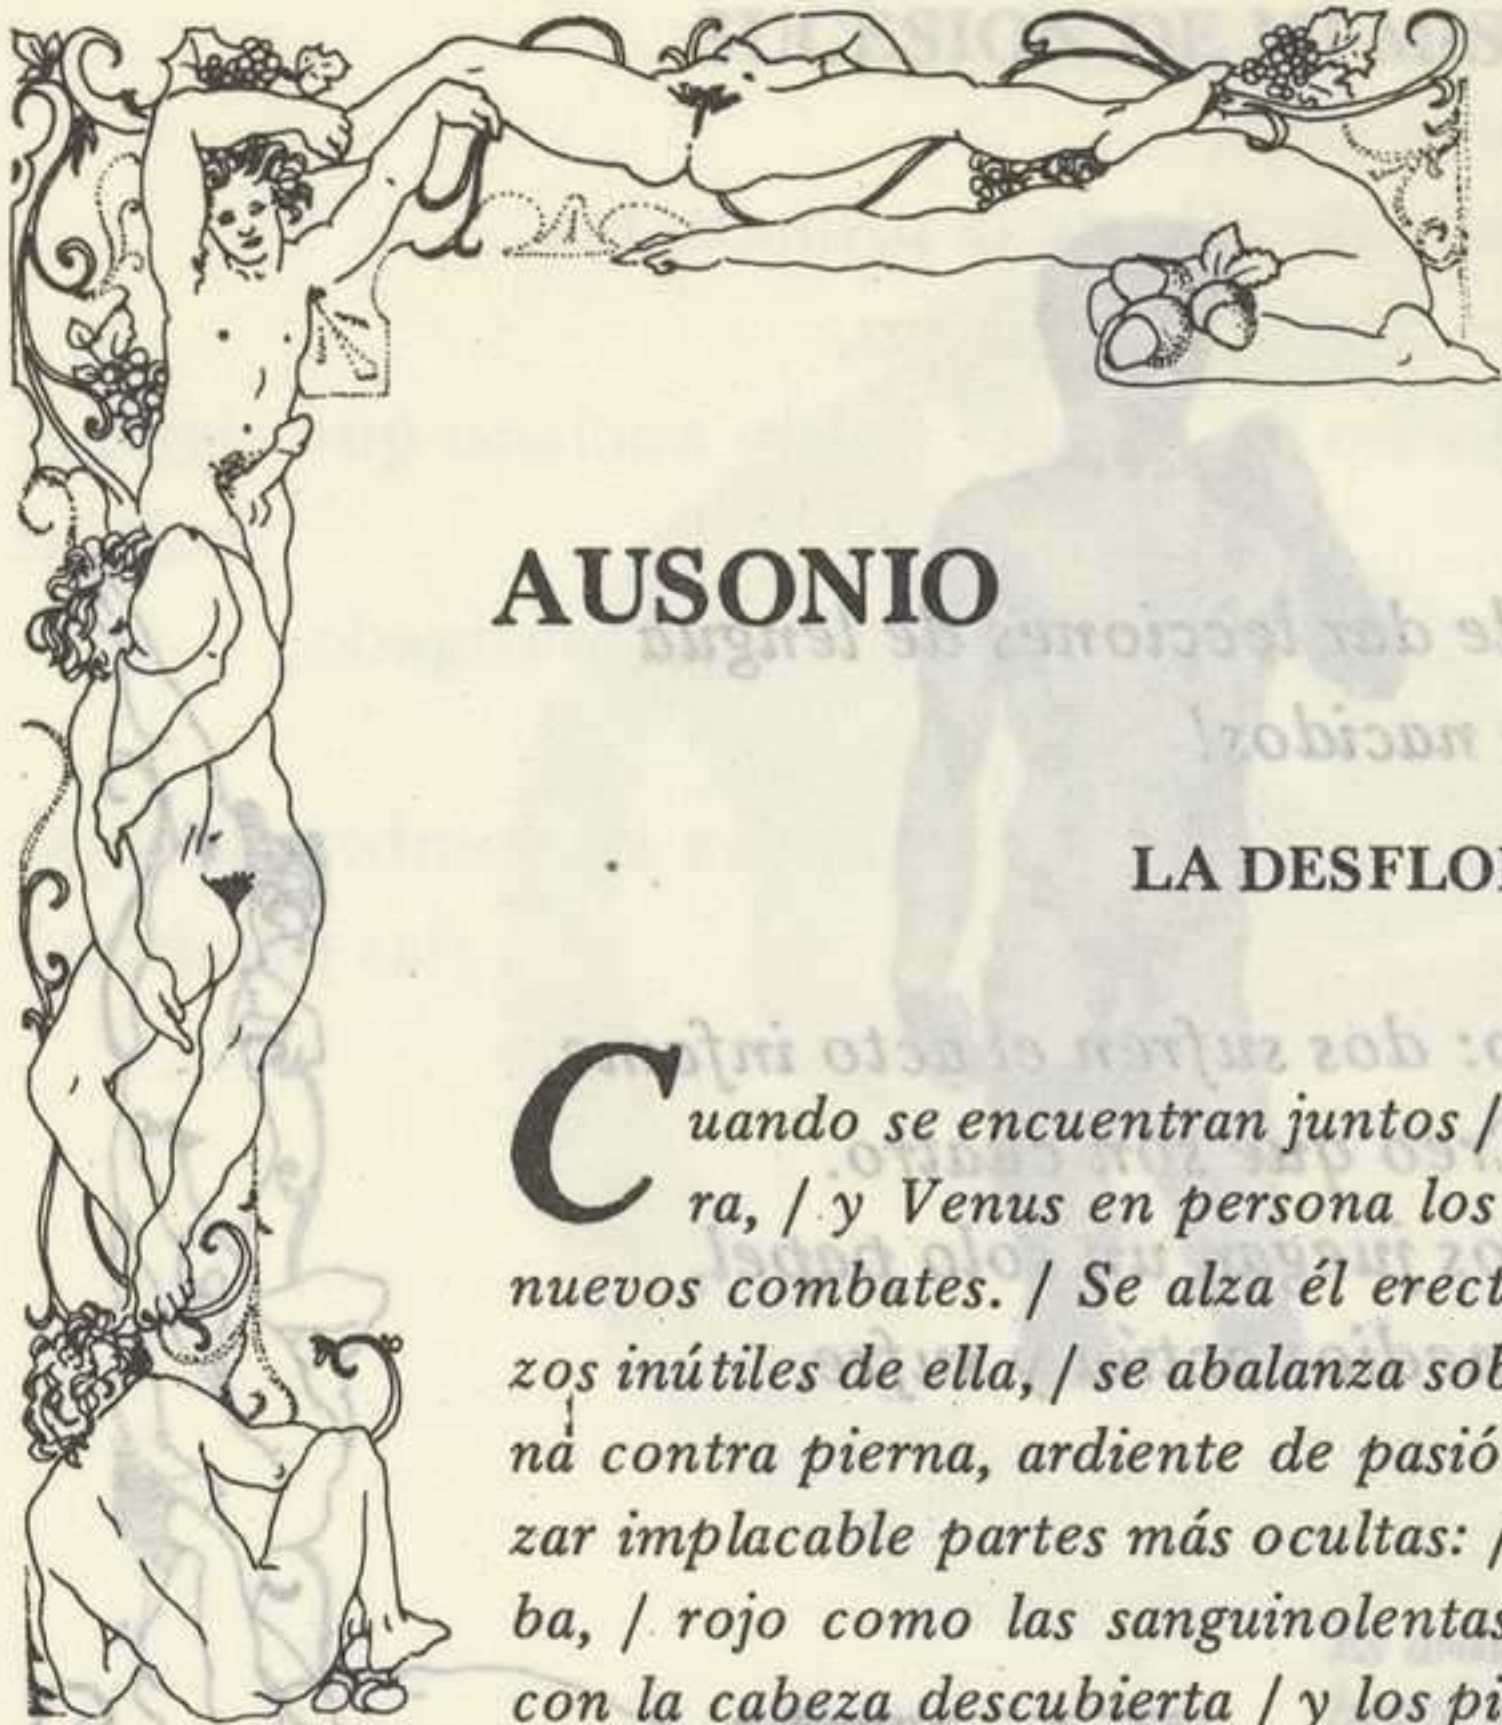 AUSONIO
LA DESFLO
Cuando se encuentran juntos /
ra, / y Venus en persona los
nuevos combates. / Se alza él erect
zos inútiles de ella, / se abalanza sob
na contra pierna, ardiente de pasió
zar implacable partes más ocultas: /
ba, / rojo como las sanguinolentas
con la cabeza descubierta / y los pi